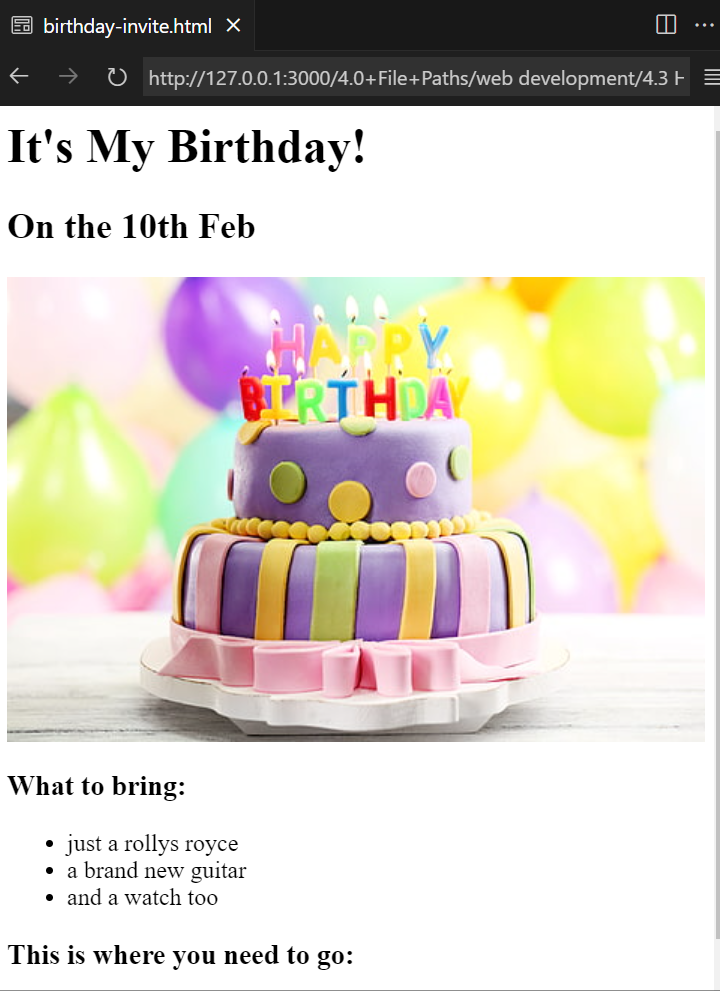 birthday-invite.html
http://127.0.0.1:3000/4.0+File+Paths/web development/4.3 H
It's My Birthday!
On the 10th Feb
HAPPY
BIRTHDAY
What to bring:
just a rollys royce
a brand new guitar
and a watch too
This is where you need to go: